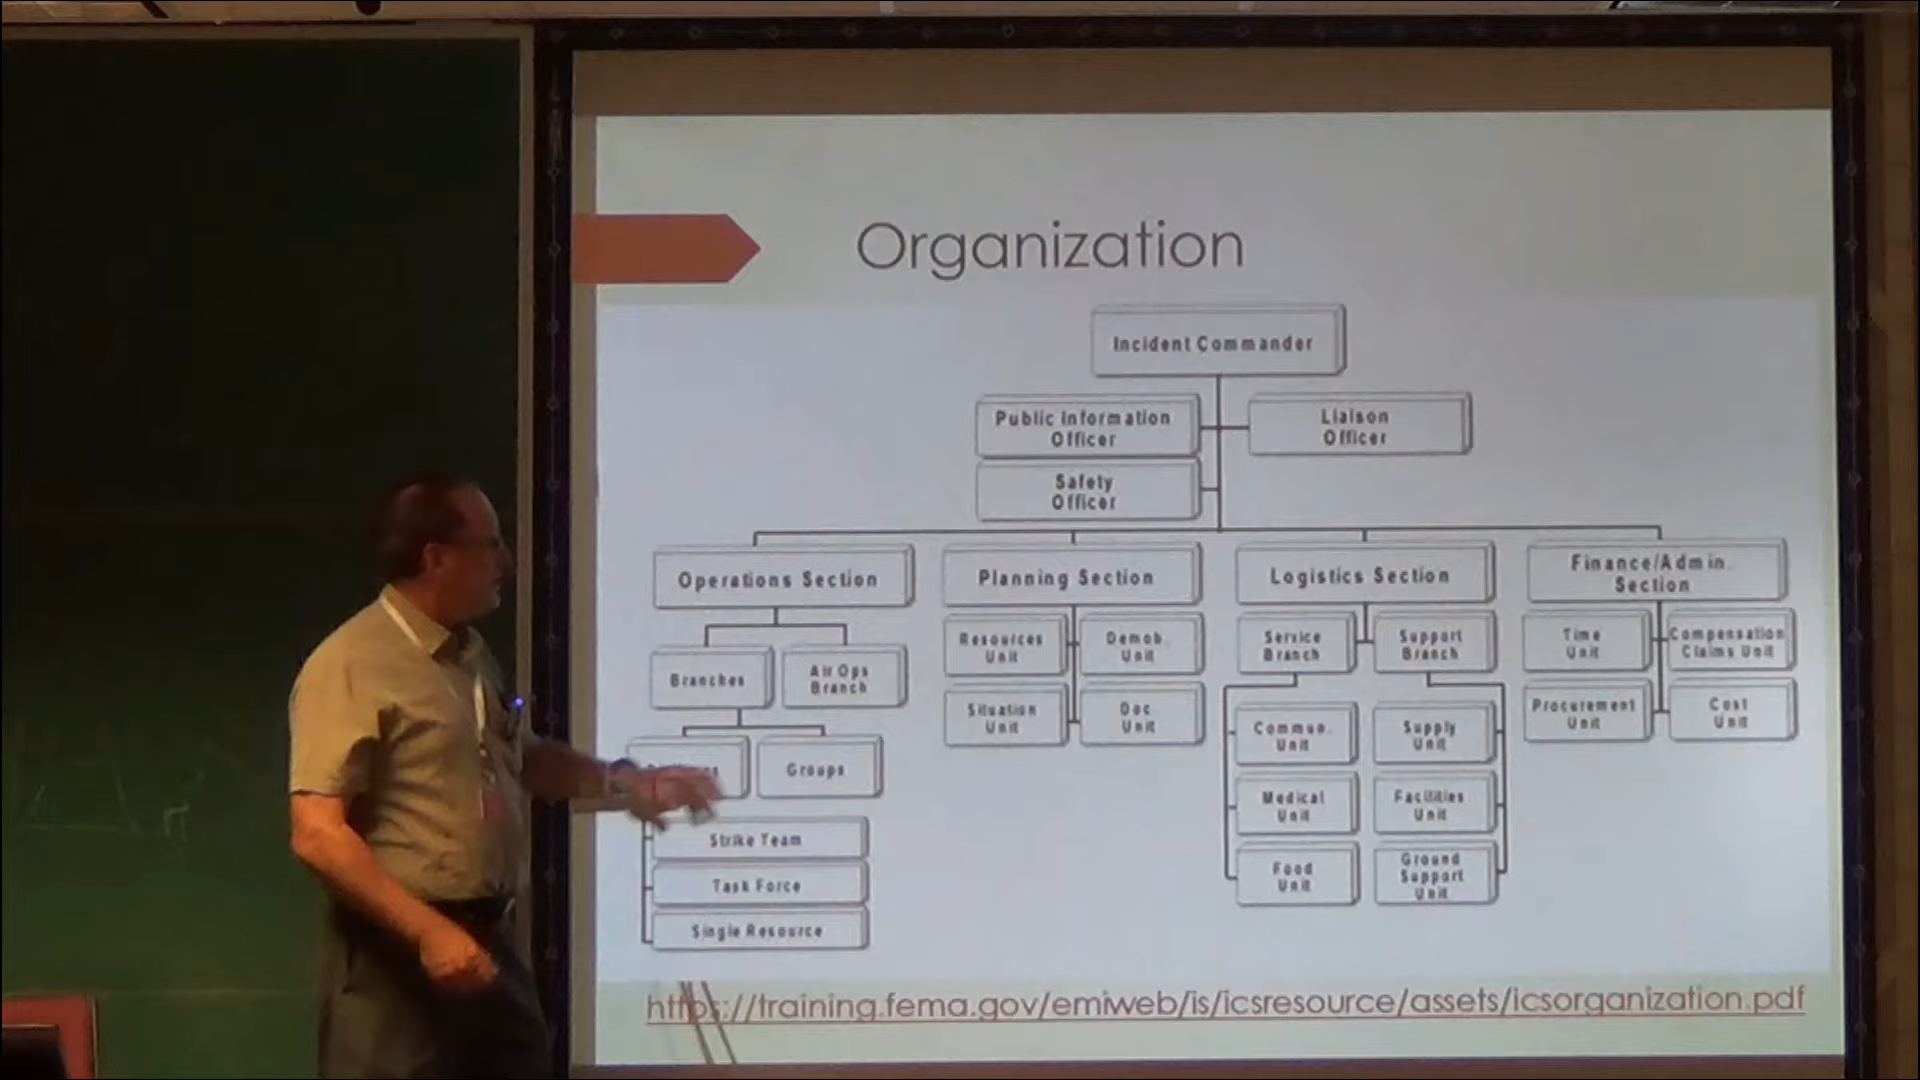 Organization
Incident Commander
Public Information
Officer
Liaison
Officer
Safety
Officer
Operations Section
Planning Section
Logistics Section
Finance/Admin.
Section
Branches
Air Ops
Branch
Resources
Unit
Demob.
Unit
Service
Branch
Support
Branch
Time
Unit
Compensation
Claims Unit
Situation
Unit
Doc.
Unit
Commun.
Unit
Supply
Unit
Procurement
Unit
Cost
Unit
Groups
Medical
Unit
Facilities
Unit
Strike Team
Task Force
Single Resource
Food
Unit
Ground
Support
Unit
https://training.fema.gov/emiweb/is/icsresource/assets/icsorganization.pdf